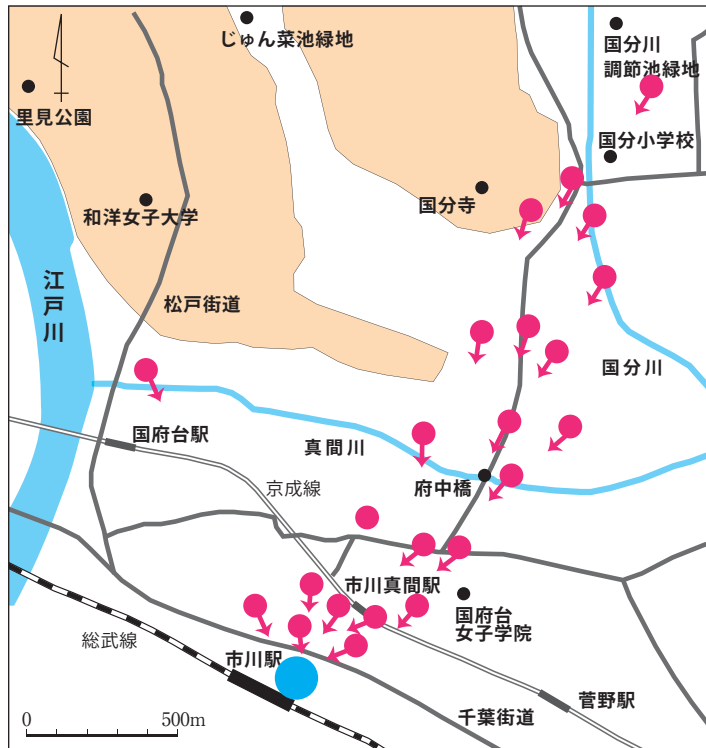 じゅん菜池緑地
国分川
調節池緑地
里見公園
国分小学校
和洋女子大学
国分寺
江戸川
松戸街道
国分川
国府台駅
真間川
京成線
府中橋
市川真間駅
国府台
女子学院
総武線
市川駅
菅野駅
千葉街道
0
500m